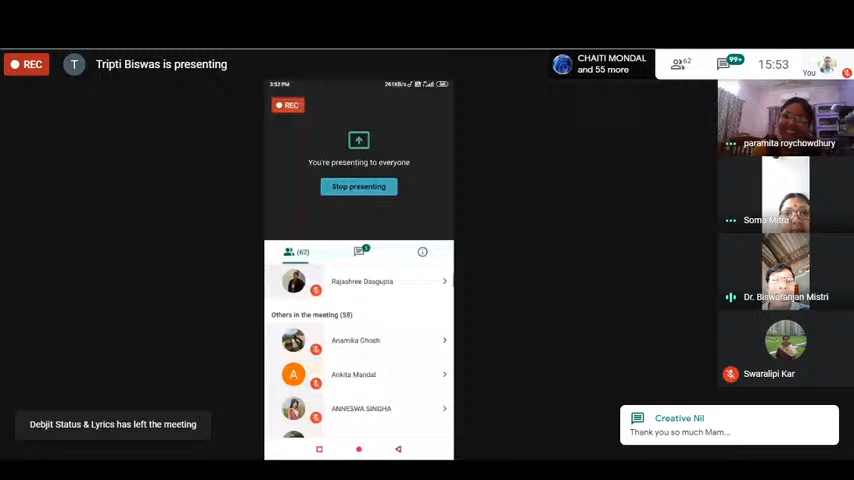 REC
T
Tripti Biswas is presenting
CHAITI MONDAL
and 55 more
62
99+
15:53
You
3:53 PM
261KB/s
REC
You're presenting to everyone
Stop presenting
(62)
1
Rajashree Dasgupta
Others in the meeting (58)
Anamika Ghosh
A
Ankita Mandal
ANNESWA SINGHA
paramita roychowdhury
Soma Mitra
Dr. Biswaranjan Mistri
Swaralipi Kar
Debjit Status & Lyrics has left the meeting
Creative Nil
Thank you so much Mam...